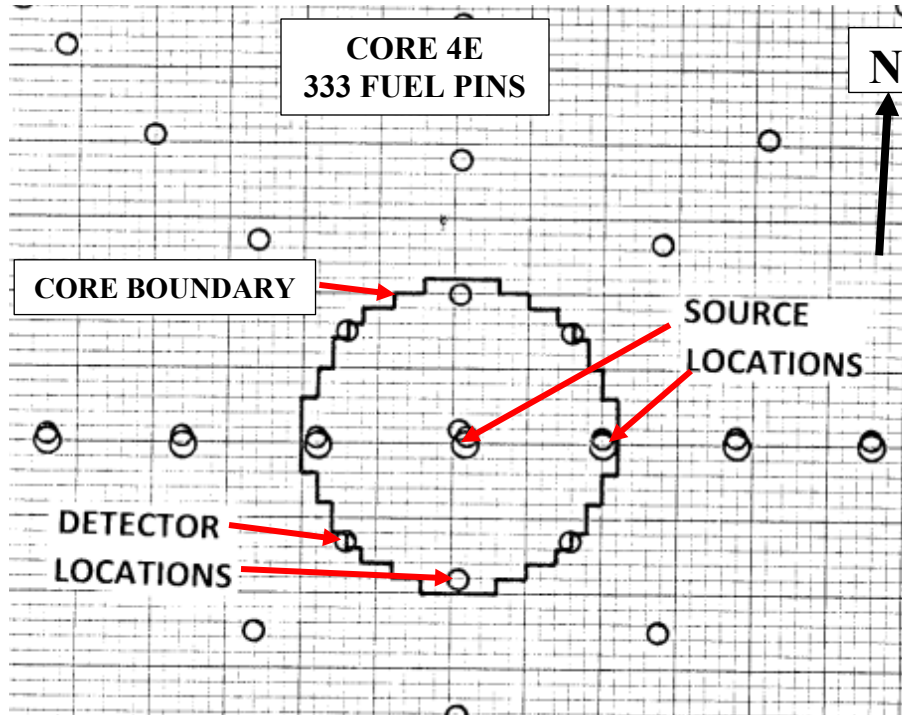 CORE 4E
333 FUEL PINS
N
CORE BOUNDARY
SOURCE
LOCATIONS
DETECTOR
LOCATIONS